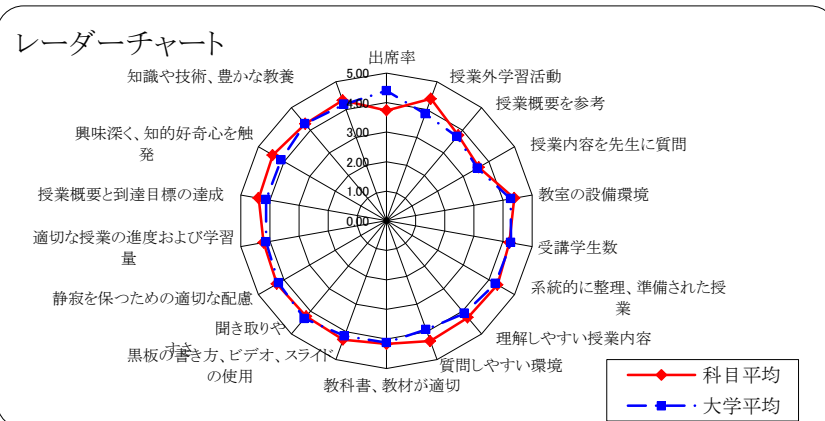 レーダーチャート
出席率
授業外学習活動
授業概要を参考
授業内容を先生に質問
教室の設備環境
受講学生数
系統的に整理、準備された授
業
理解しやすい授業内容
質問しやすい環境
教科書、教材が適切
黒板の書き方、ビデオ、スライド
の使用
聞き取りや
すさ
静寂を保つための適切な配慮
適切な授業の進度および学習
量
授業概要と到達目標の達成
興味深く、知的好奇心を触
発
知識や技術、豊かな教養
5.00
4.00
3.00
2.00
1.00
0.00
科目平均
大学平均